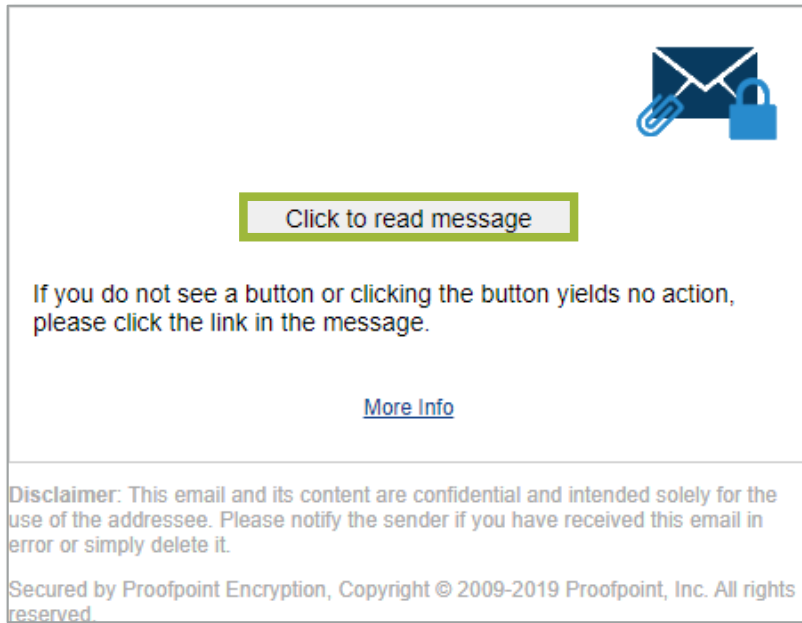 Click to read message
If you do not see a button or clicking the button yields no action,
please click the link in the message.
More Info
Disclaimer: This email and its content are confidential and intended solely for the
use of the addressee. Please notify the sender if you have received this email in
error or simply delete it.
Secured by Proofpoint Encryption, Copyright © 2009-2019 Proofpoint, Inc. All rights
reserved.